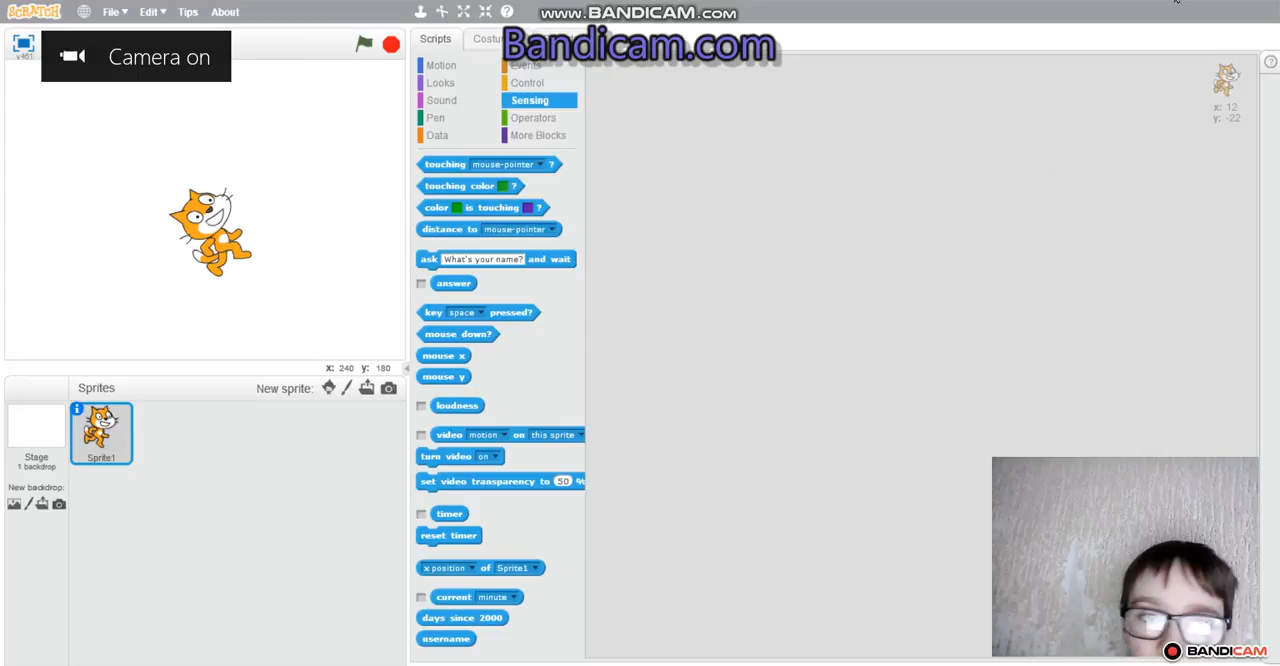 SCRATCH File Edit Tips About
www.BANDICAM.com
Bandicam.com
v461
Camera on
Scripts
Motion
Looks
Sound
Pen
Data
Events
Control
Sensing
Operators
More Blocks
x: 12
y: -22
touching mouse-pointer ?
touching color ?
color is touching ?
distance to mouse-pointer
ask What's your name? and wait
answer
key space pressed?
mouse down?
mouse x
mouse y
loudness
video motion on this sprite
turn video on
set video transparency to 50 %
timer
reset timer
x position of Sprite1
current minute
days since 2000
username
x: 240 y: 180
Sprites New sprite:
Sprite1
Stage
1 backdrop
New backdrop:
BANDICAM